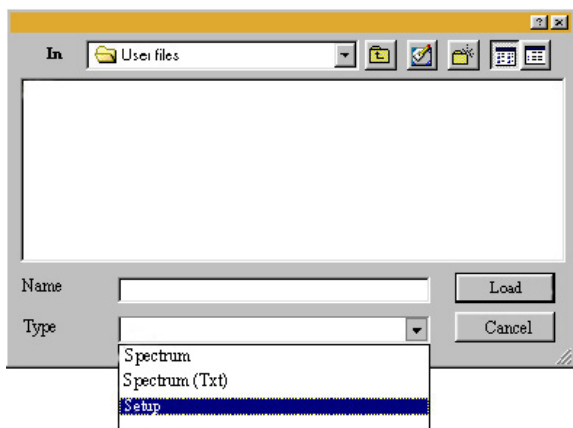 In User files
Name
Load
Type
Cancel
Spectrum
Spectrum (Txt)
Setup